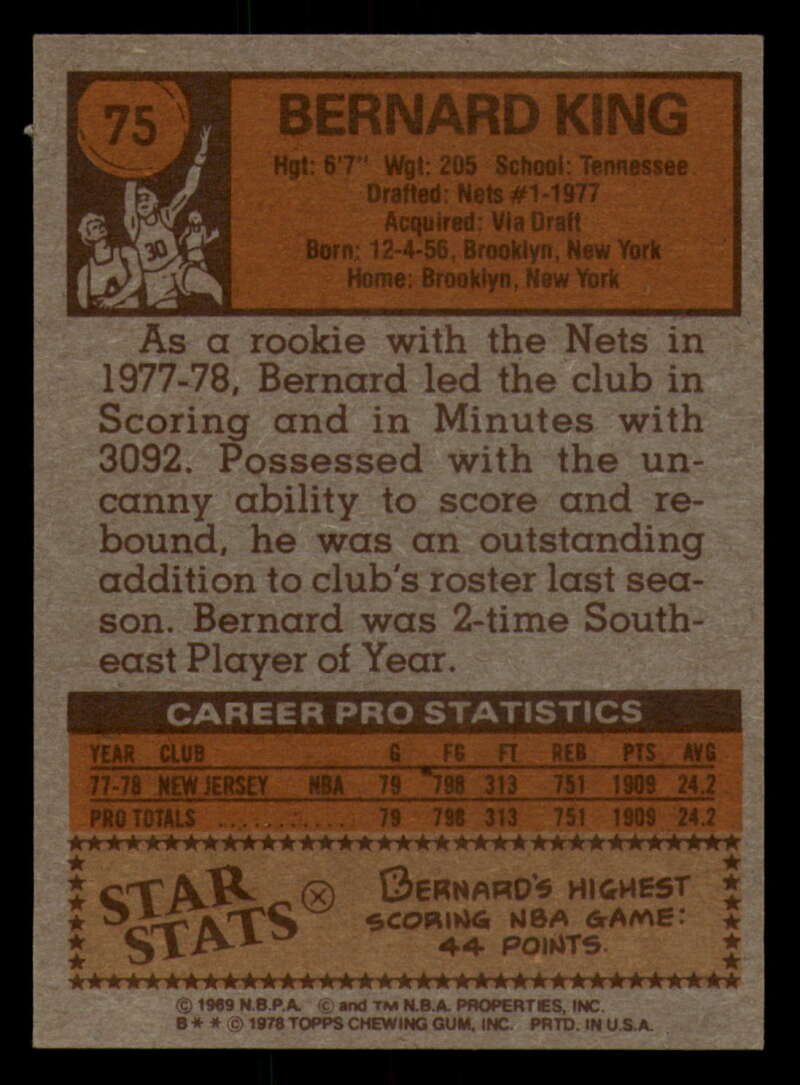 75
BERNARD KING
Hgt: 6'7" Wgt: 205 School: Tennessee
Drafted: Nets #1-1977
Acquired: Via Draft
Born: 12-4-56, Brooklyn, New York
Home: Brooklyn, New York
30
4
As a rookie with the Nets in
1977-78, Bernard led the club in
Scoring and in Minutes with
3092. Possessed with the un-
canny ability to score and re-
bound, he was an outstanding
addition to club's roster last sea-
son. Bernard was 2-time South-
east Player of Year.
CAREER PRO STATISTICS
YEAR CLUB G FG FT REB PTS AVG
77-78 NEW JERSEY NBA 79 798 313 751 1909 24.2
PRO TOTALS ............ 79 798 313 751 1909 24.2
STAR STATS
BERNARD'S HIGHEST
SCORING NBA GAME:
44 POINTS.
© 1969 N.B.P.A. © and TM N.B.A. PROPERTIES, INC.
B * * © 1978 TOPPS CHEWING GUM, INC. PRTD. IN U.S.A.